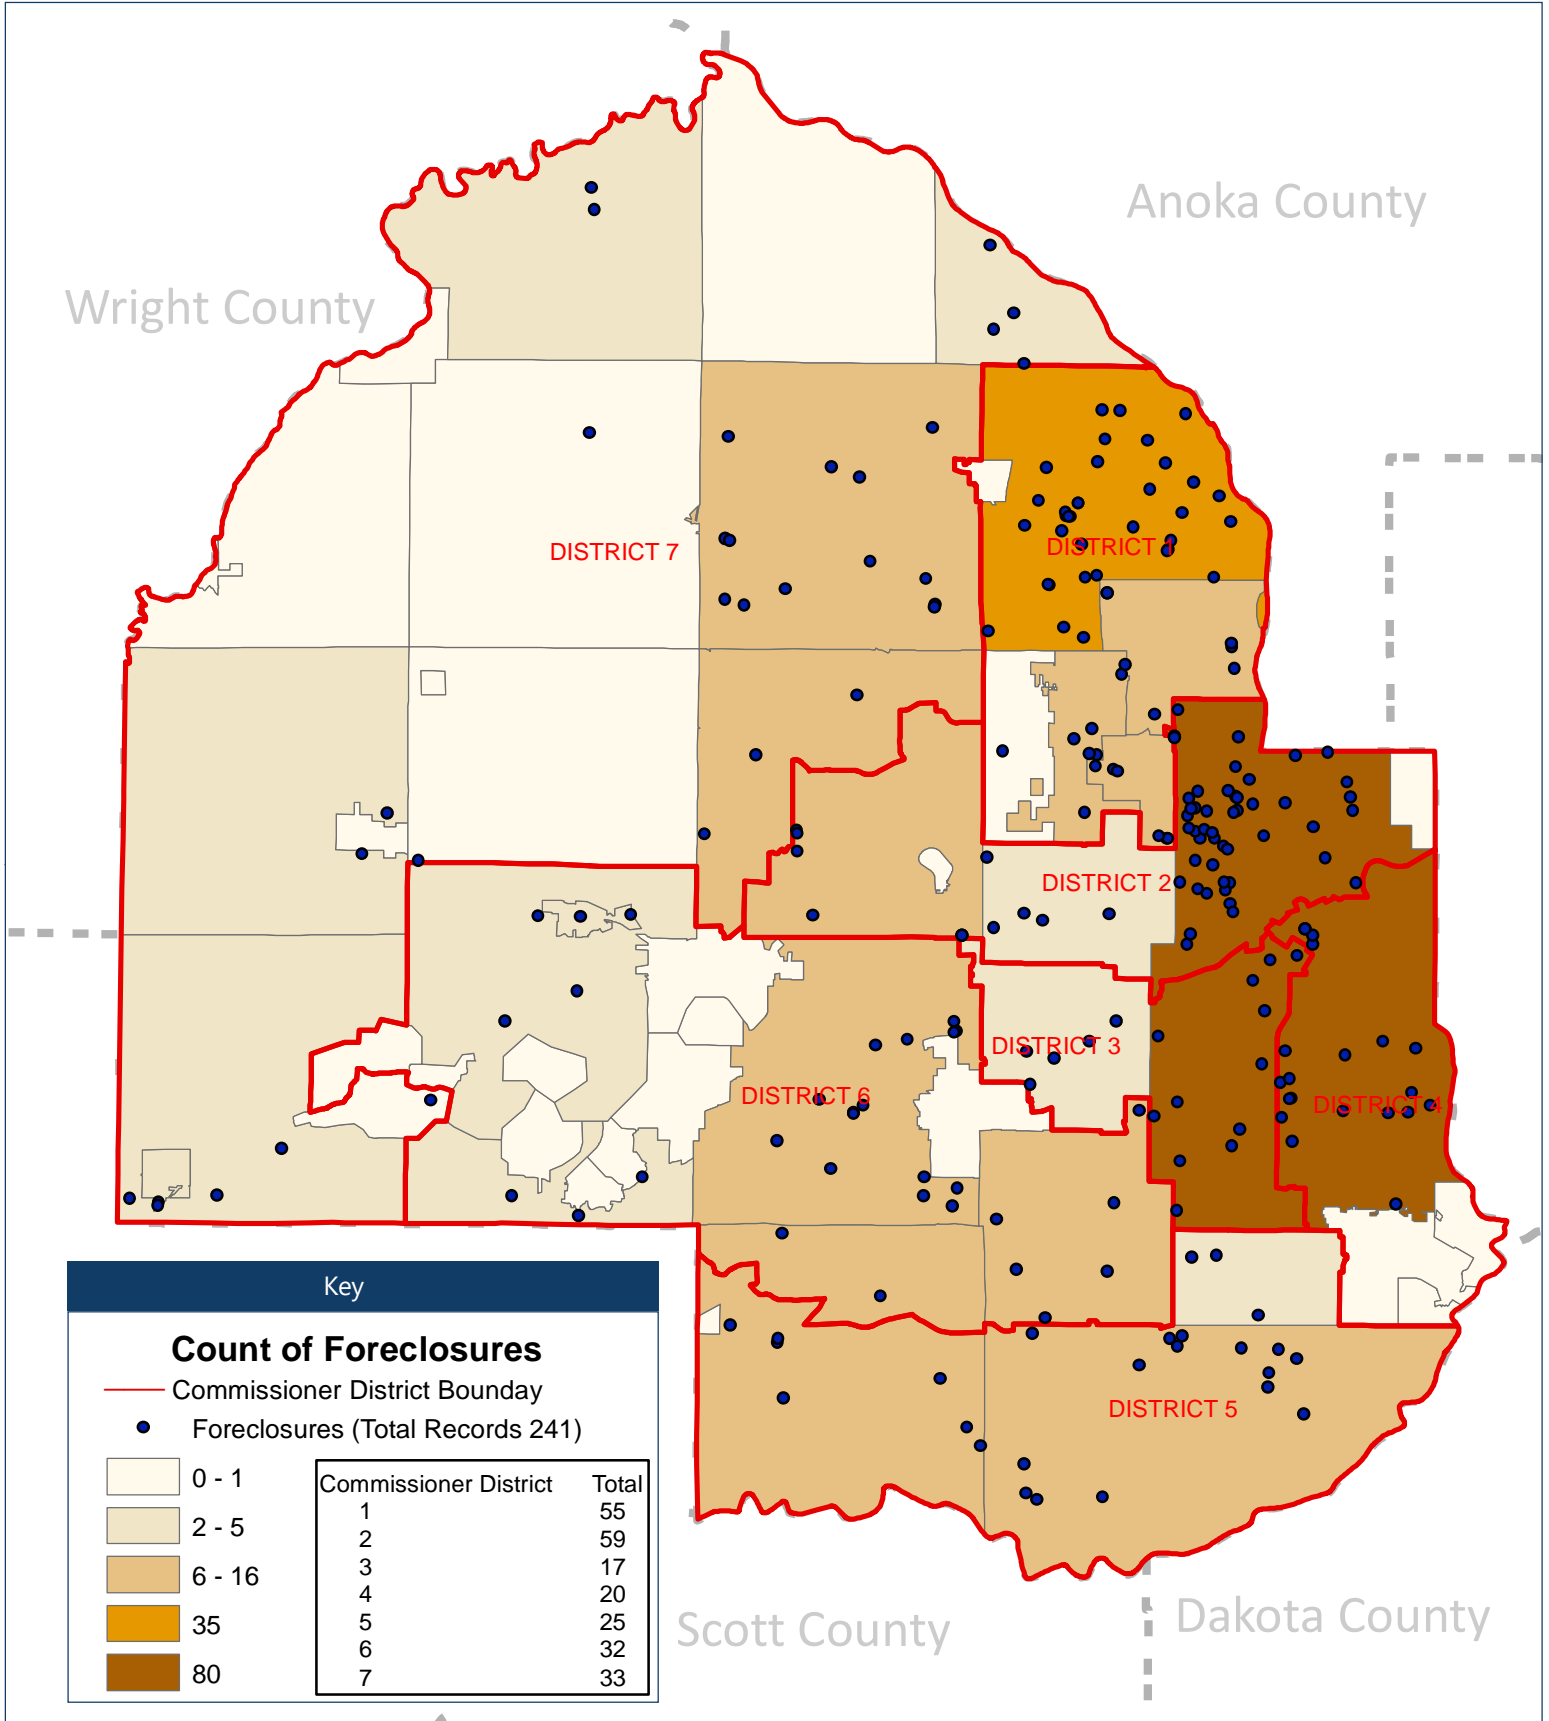 Anoka County
Wright County
DISTRICT 7
DISTRICT 1
DISTRICT 2
DISTRICT 3
DISTRICT 6
DISTRICT 4
DISTRICT 5
Key
Count of Foreclosures
Commissioner District Bounday
Foreclosures (Total Records 241)
0 - 1
2 - 5
6 - 16
35
80
Commissioner District Total
1 55
2 59
3 17
4 20
5 25
6 32
7 33
Scott County
Dakota County